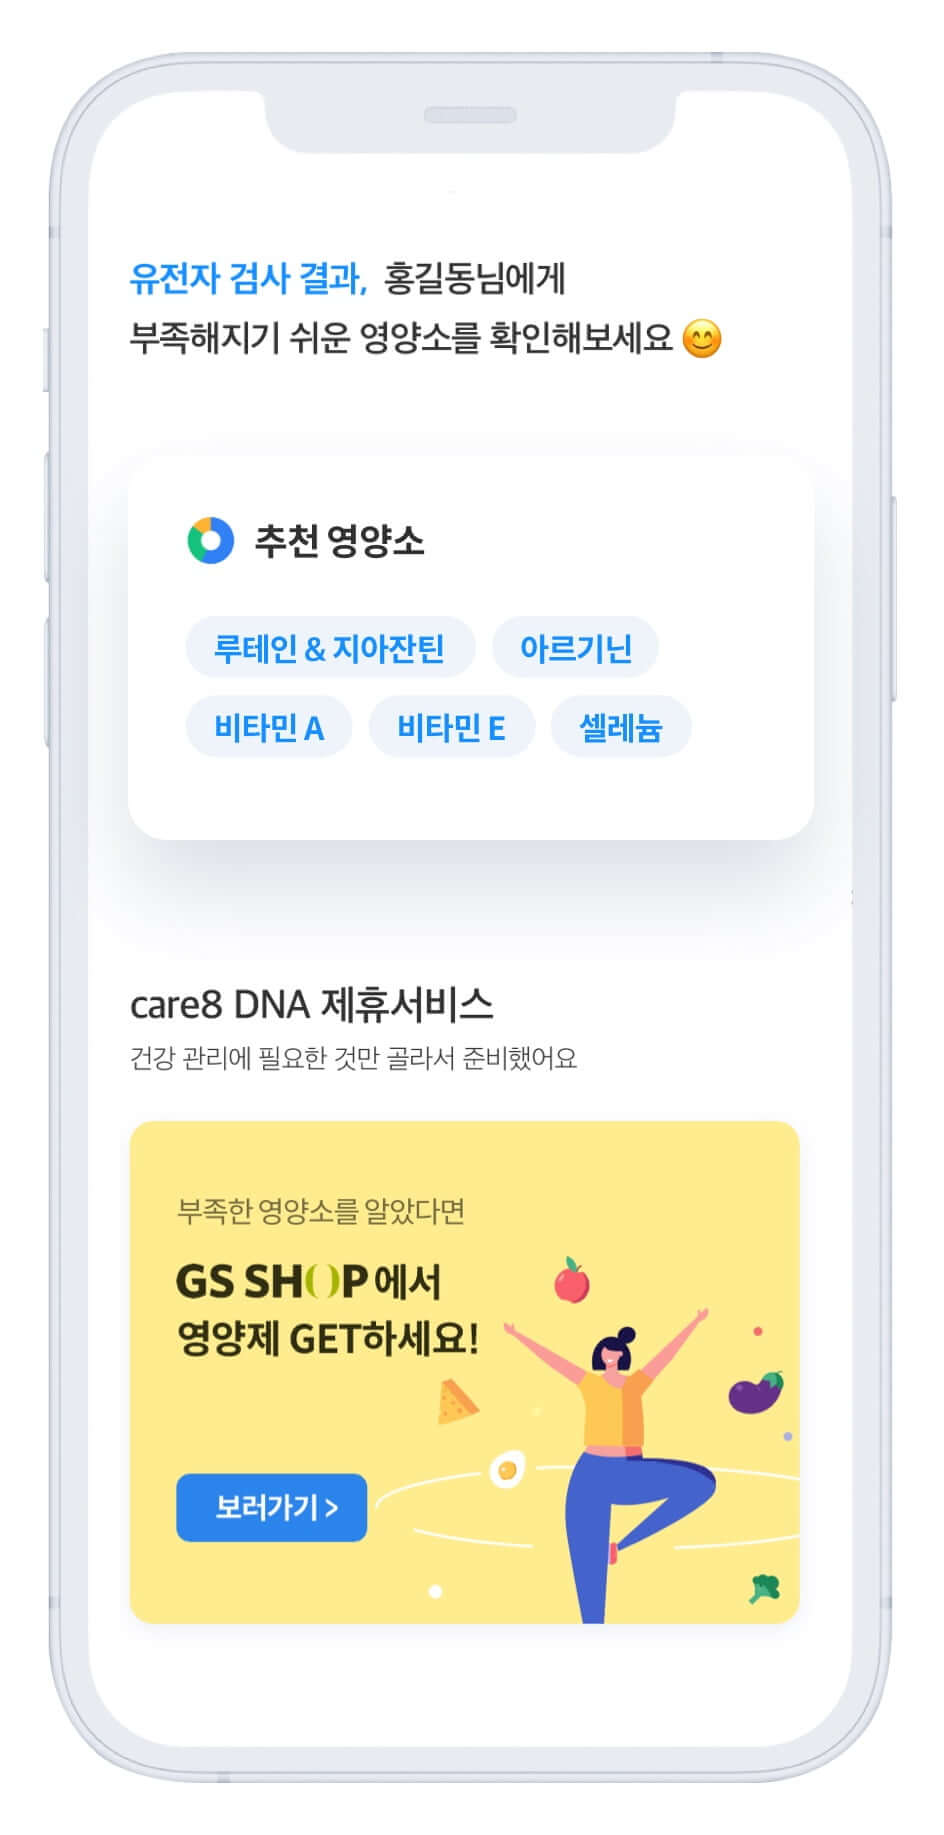 유전자 검사 결과, 홍길동님에게
부족해지기 쉬운 영양소를 확인해보세요 😊
추천 영양소
루테인 & 지아잔틴 아르기닌
비타민 A 비타민 E 셀레늄
care8 DNA 제휴서비스
건강 관리에 필요한 것만 골라서 준비했어요
부족한 영양소를 알았다면
GS SHOP에서
영양제 GET하세요!
보러가기 >